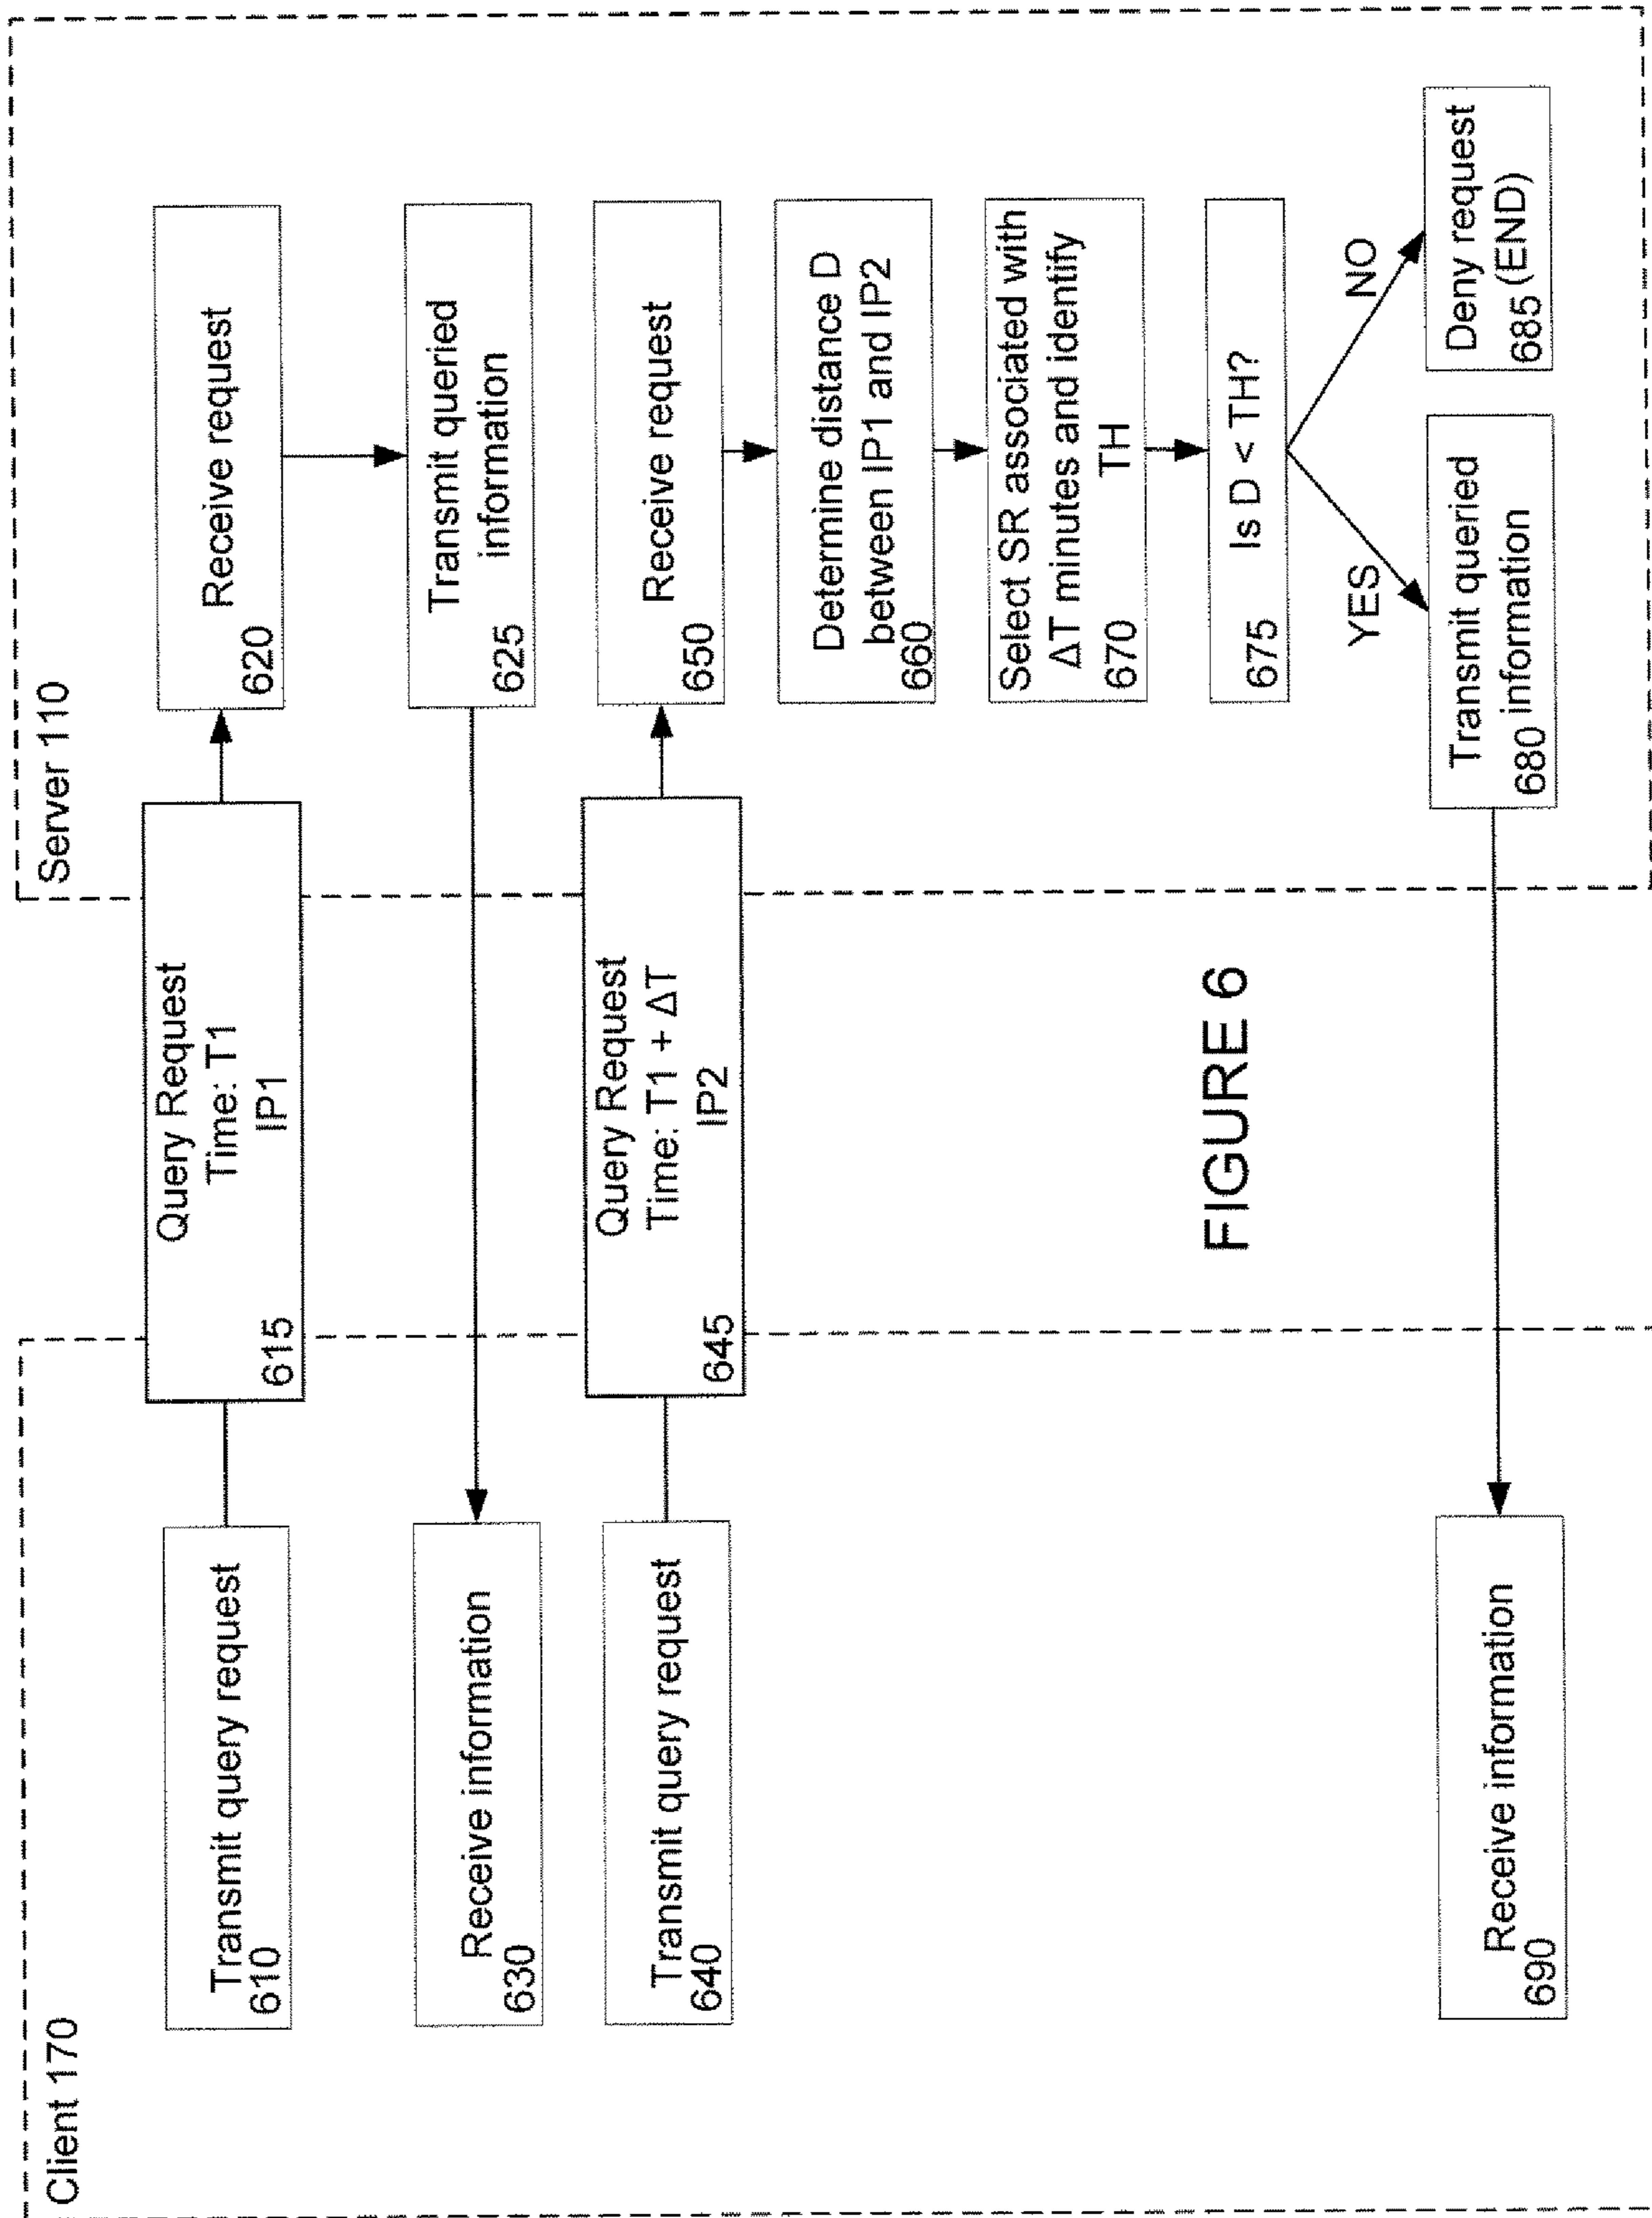 Client 170
Server 110
Transmit query request
610
Query Request
Time: T1
IP1
615
Receive request
620
Transmit queried
information
625
Receive information
630
Transmit query request
640
Query Request
Time: T1 + ΔT
IP2
645
Receive request
650
Determine distance D
between IP1 and IP2
660
Select SR associated with
ΔT minutes and identify
TH
670
Is D < TH?
675
YES
NO
Transmit queried
information
680
Deny request
(END)
685
Receive information
690
FIGURE 6